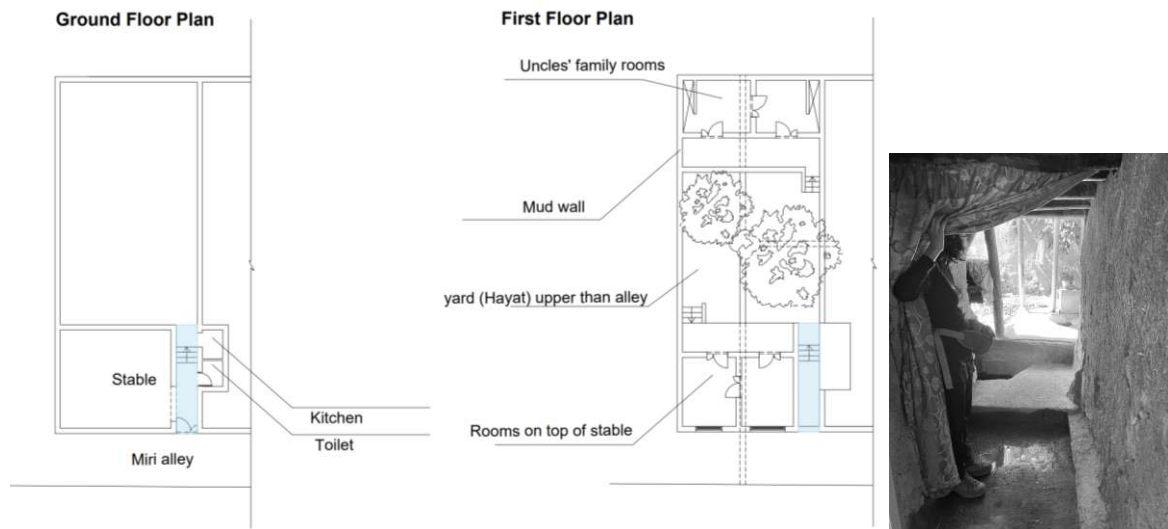 Ground Floor Plan
Stable
Kitchen
Toilet
Miri alley
First Floor Plan
Uncles' family rooms
Mud wall
yard (Hayat) upper than alley
Rooms on top of stable